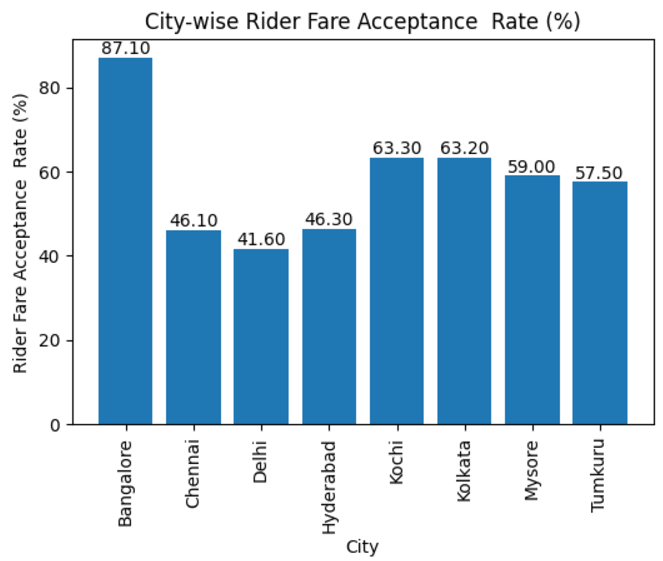 City-wise Rider Fare Acceptance  Rate (%)
Rider Fare Acceptance  Rate (%)
80
60
40
20
0
87.10
46.10
41.60
46.30
63.30
63.20
59.00
57.50
Bangalore
Chennai
Delhi
Hyderabad
Kochi
Kolkata
Mysore
Tumkuru
City